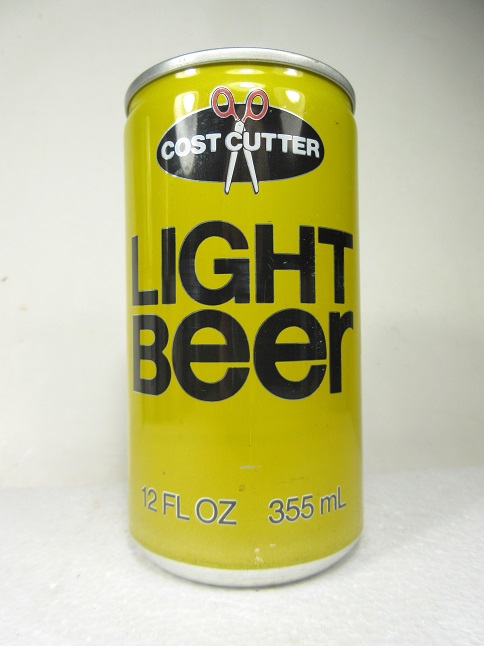 COST CUTTER
LIGHT
Beer
12 FL OZ 355 mL